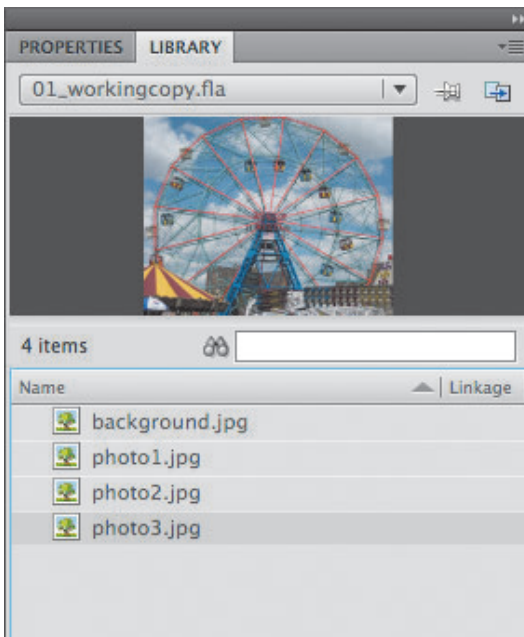 PROPERTIES LIBRARY
01_workingcopy.fla
4 items
Name Linkage
background.jpg
photo1.jpg
photo2.jpg
photo3.jpg